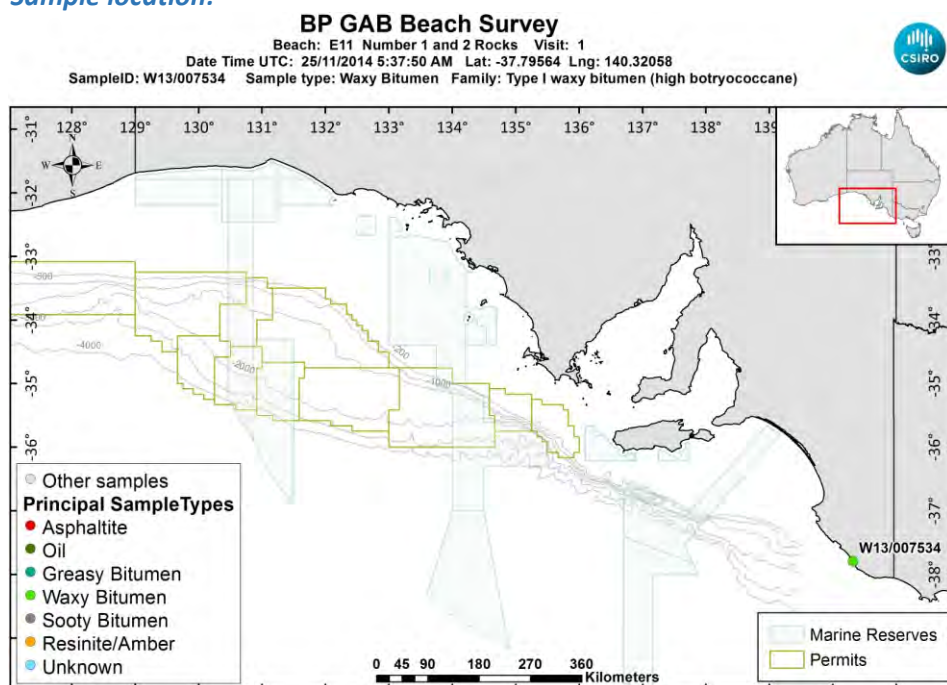 Sample location:
BP GAB Beach Survey
Beach: E11 Number 1 and 2 Rocks Visit: 1
Date Time UTC: 25/11/2014 5:37:50 AM Lat: -37.79564 Lng: 140.32058
SampleID: W13/007534 Sample type: Waxy Bitumen Family: Type I waxy bitumen (high botryococcane)
CSIRO
128° 129° 130° 131° 132° 133° 134° 135° 136° 137° 138° 139
-31°
-32°
-33°
-34°
-35°
-36°
-37°
-38°
N
W E
S
-4000
-2000
-200
-1000
-33°
-34°
-35°
-36°
-37°
-38°
W13/007534
Other samples
Principal SampleTypes
Asphaltite
Oil
Greasy Bitumen
Waxy Bitumen
Sooty Bitumen
Resinite/Amber
Unknown
0 45 90 180 270 360
Kilometers
Marine Reserves
Permits